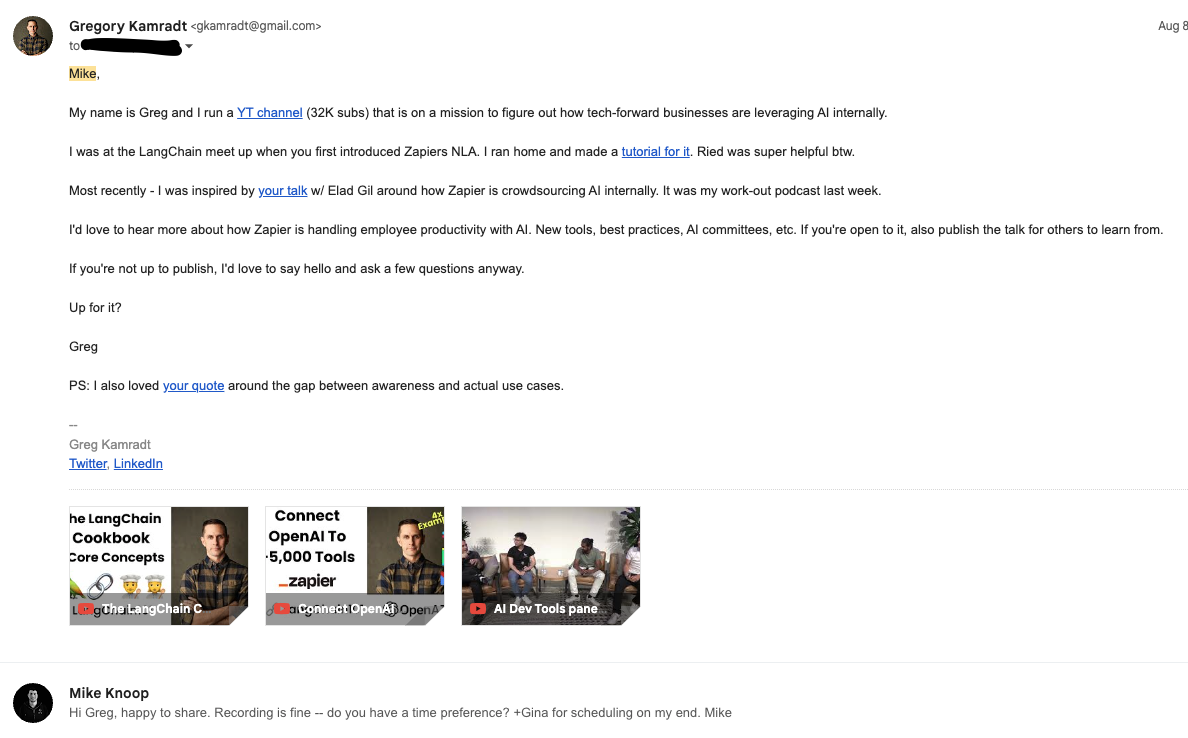 Gregory Kamradt <gkamradt@gmail.com>
Aug 8
to
Mike,
My name is Greg and I run a YT channel (32K subs) that is on a mission to figure out how tech-forward businesses are leveraging AI internally.
I was at the LangChain meet up when you first introduced Zapiers NLA. I ran home and made a tutorial for it. Ried was super helpful btw.
Most recently - I was inspired by your talk w/ Elad Gil around how Zapier is crowdsourcing AI internally. It was my work-out podcast last week.
I'd love to hear more about how Zapier is handling employee productivity with AI. New tools, best practices, AI committees, etc. If you're open to it, also publish the talk for others to learn from.
If you're not up to publish, I'd love to say hello and ask a few questions anyway.
Up for it?
Greg
PS: I also loved your quote around the gap between awareness and actual use cases.
--
Greg Kamradt
Twitter, LinkedIn
he LangChain
Cookbook
Core Concepts
The LangChain C
Connect
OpenAI To
5,000 Tools
zapier
4x
Exam
Connect OpenAI
OpenA
AI Dev Tools pane
Mike Knoop
Hi Greg, happy to share. Recording is fine -- do you have a time preference? +Gina for scheduling on my end. Mike